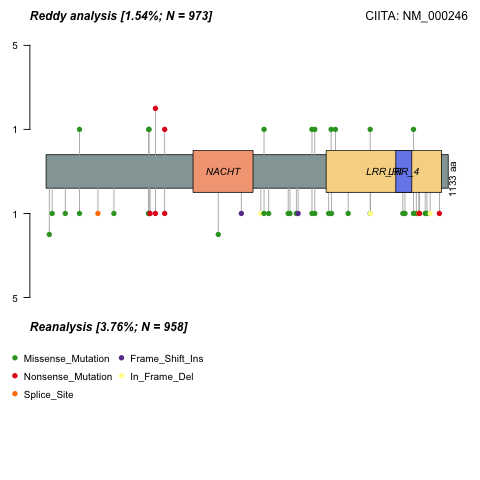 Reddy analysis [1.54%; N = 973]
CIITA: NM_000246
5
1
NACHT
LRR_4
1133 aa
1
5
Reanalysis [3.76%; N = 958]
Missense_Mutation
Frame_Shift_Ins
Nonsense_Mutation
In_Frame_Del
Splice_Site